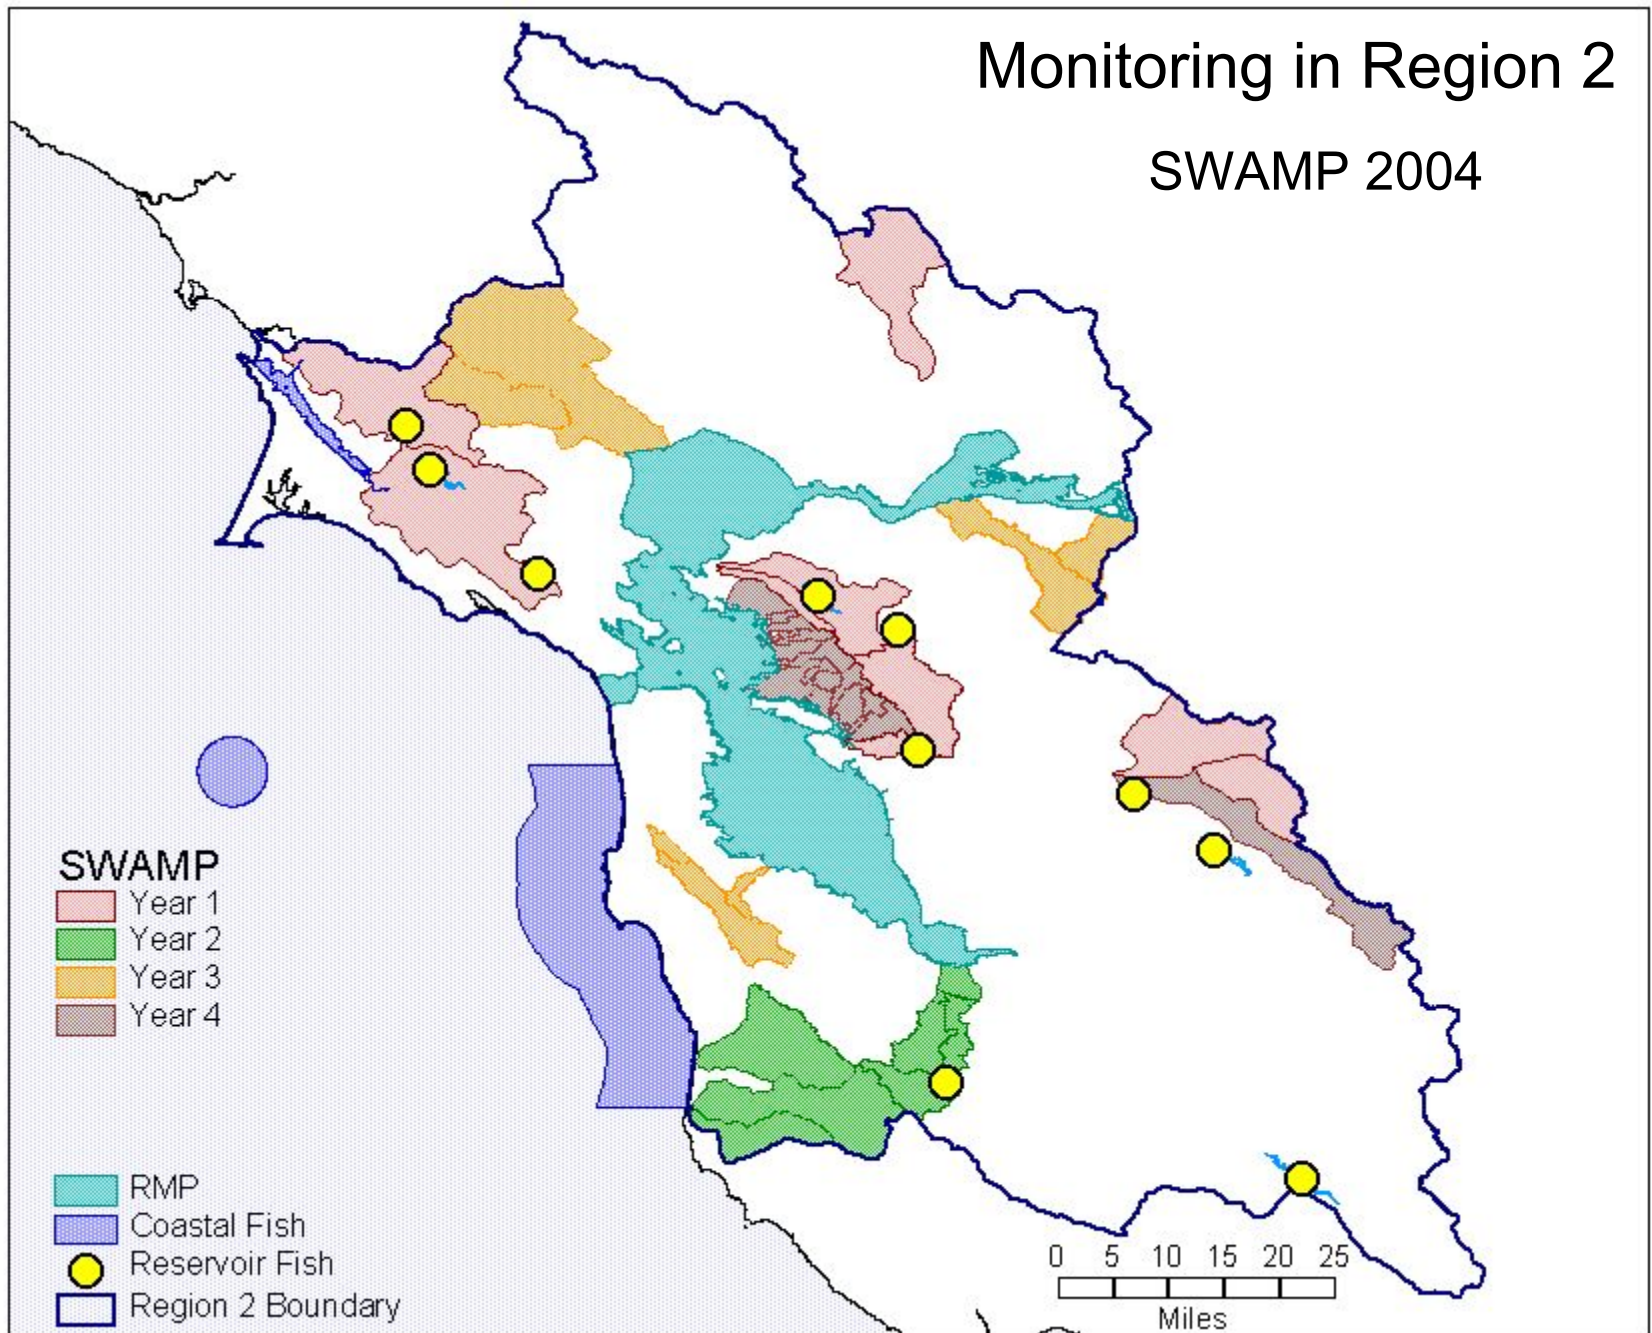 Monitoring in Region 2
SWAMP 2004
SWAMP
Year 1
Year 2
Year 3
Year 4
RMP
Coastal Fish
Reservoir Fish
Region 2 Boundary
0 5 10 15 20 25
Miles